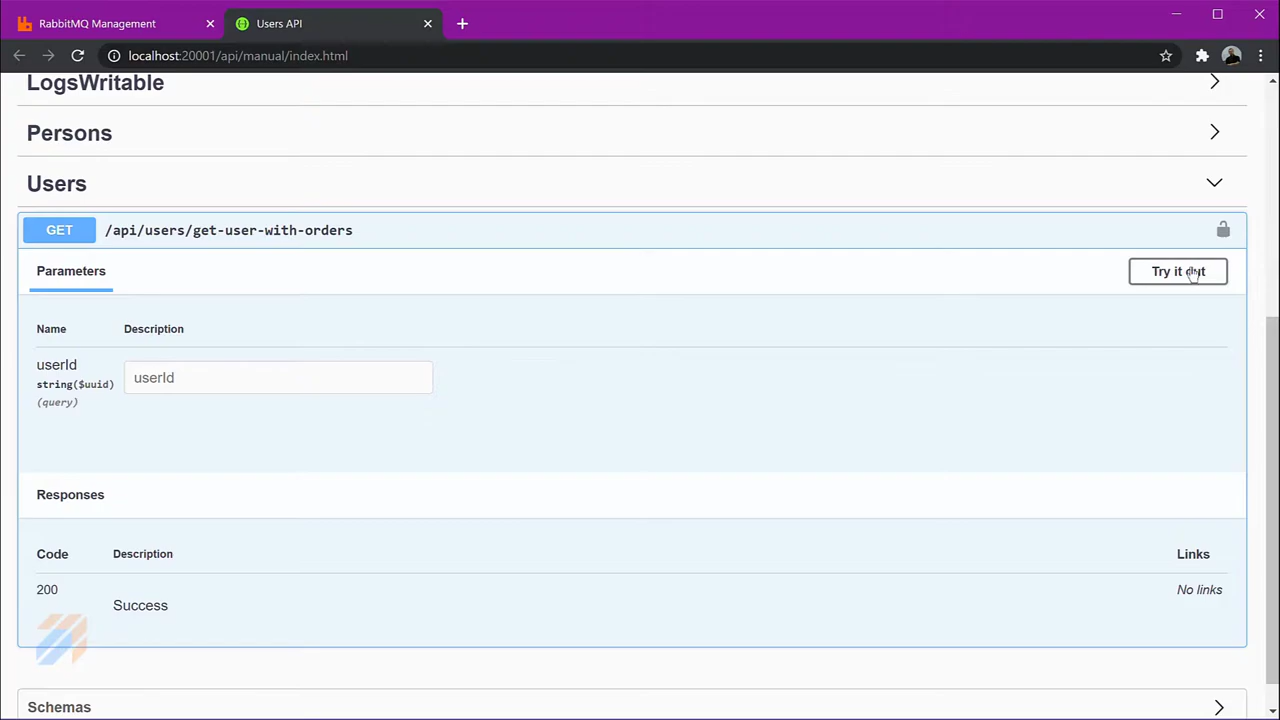 RabbitMQ Management
Users API
localhost:20001/api/manual/index.html
LogsWritable
Persons
Users
GET /api/users/get-user-with-orders
Parameters
Try it out
Name Description
userId
string($uuid)
(query)
userId
Responses
Code Description Links
200 Success No links
Schemas